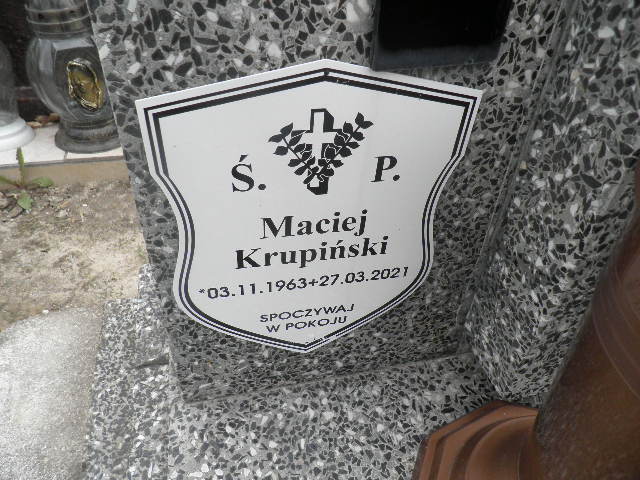 Ś. P.
Maciej
Krupiński
*03.11.1963+27.03.2021
SPOCZYWAJ
W POKOJU